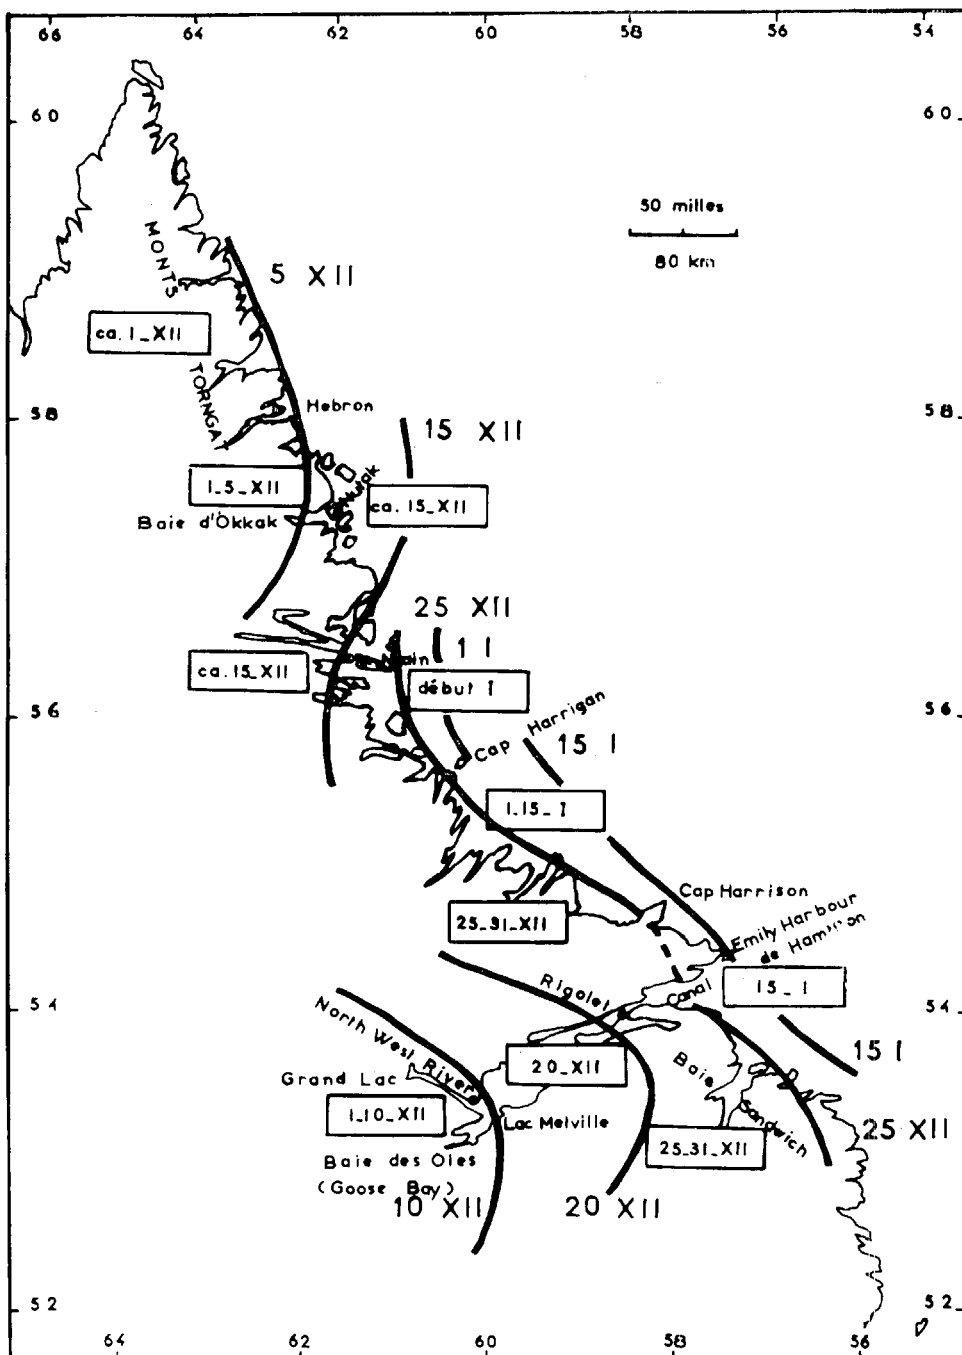 66 64 62 60 58 56 54
60 60
50 milles
80 km
MONTS
5 XII
ca. 1_XII
TORNGAT
Hebron
58 58
15 XII
1_5_XII
Nutak
ca. 15_XII
Baie d'Okkak
25 XII
1 I
Nain
ca. 15_XII
début I
56 56
Cap Harrigan
15 I
1_15_I
Cap Harrison
25_31_XII
Emily Harbour
de
Rigolet
Canal
15_I
54 54
North West River
15 I
Grand Lac
20_XII
Baie Sandwich
1_10_XII
Lac Melville
25 XII
25_31_XII
Baie des Oies
(Goose Bay)
10 XII
20 XII
52 52
64 62 60 58 56